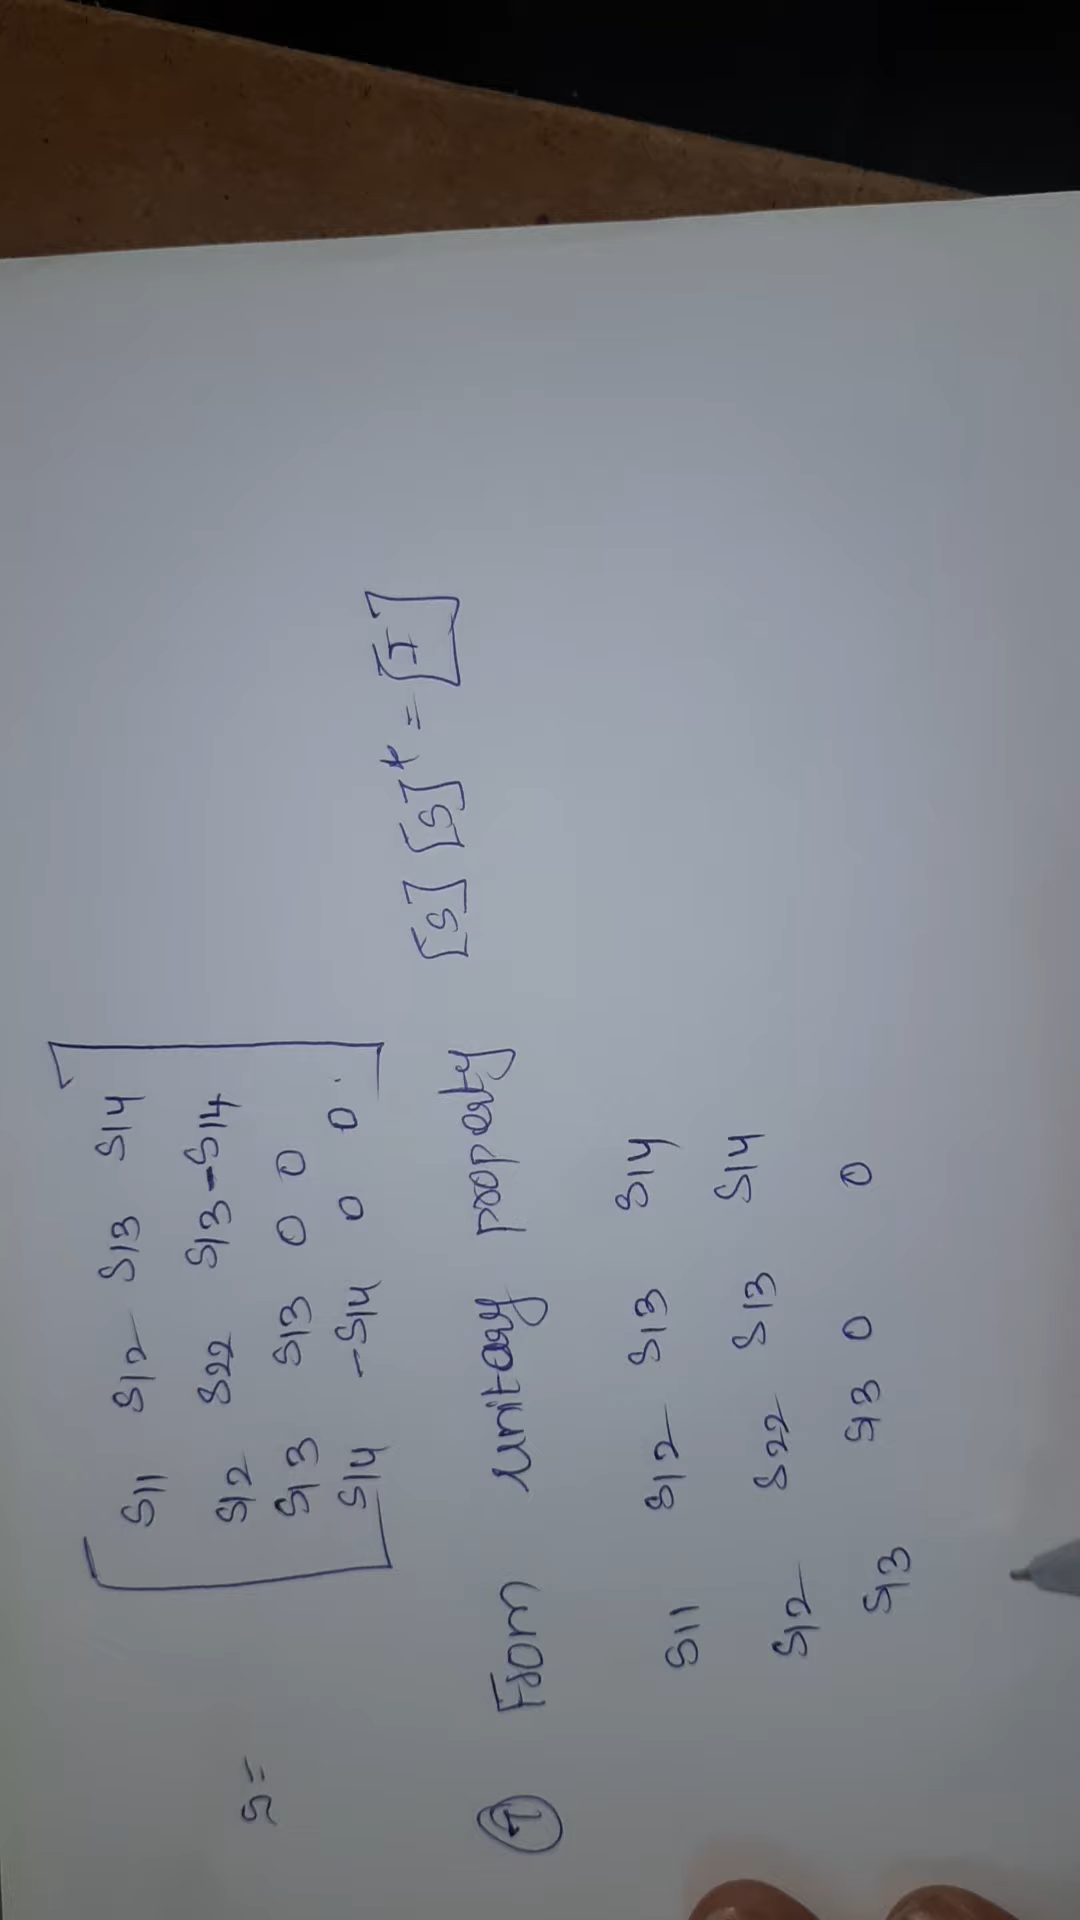 S11 S12 S13 S14
S= S12 S22 S13 -S14
S13 S13 0 0
S14 -S14 0 0
7 From unitary property [S] [S]* = [I]
S11 S12 S13 S14
S12 S22 S13 S14
S13 S13 0 0